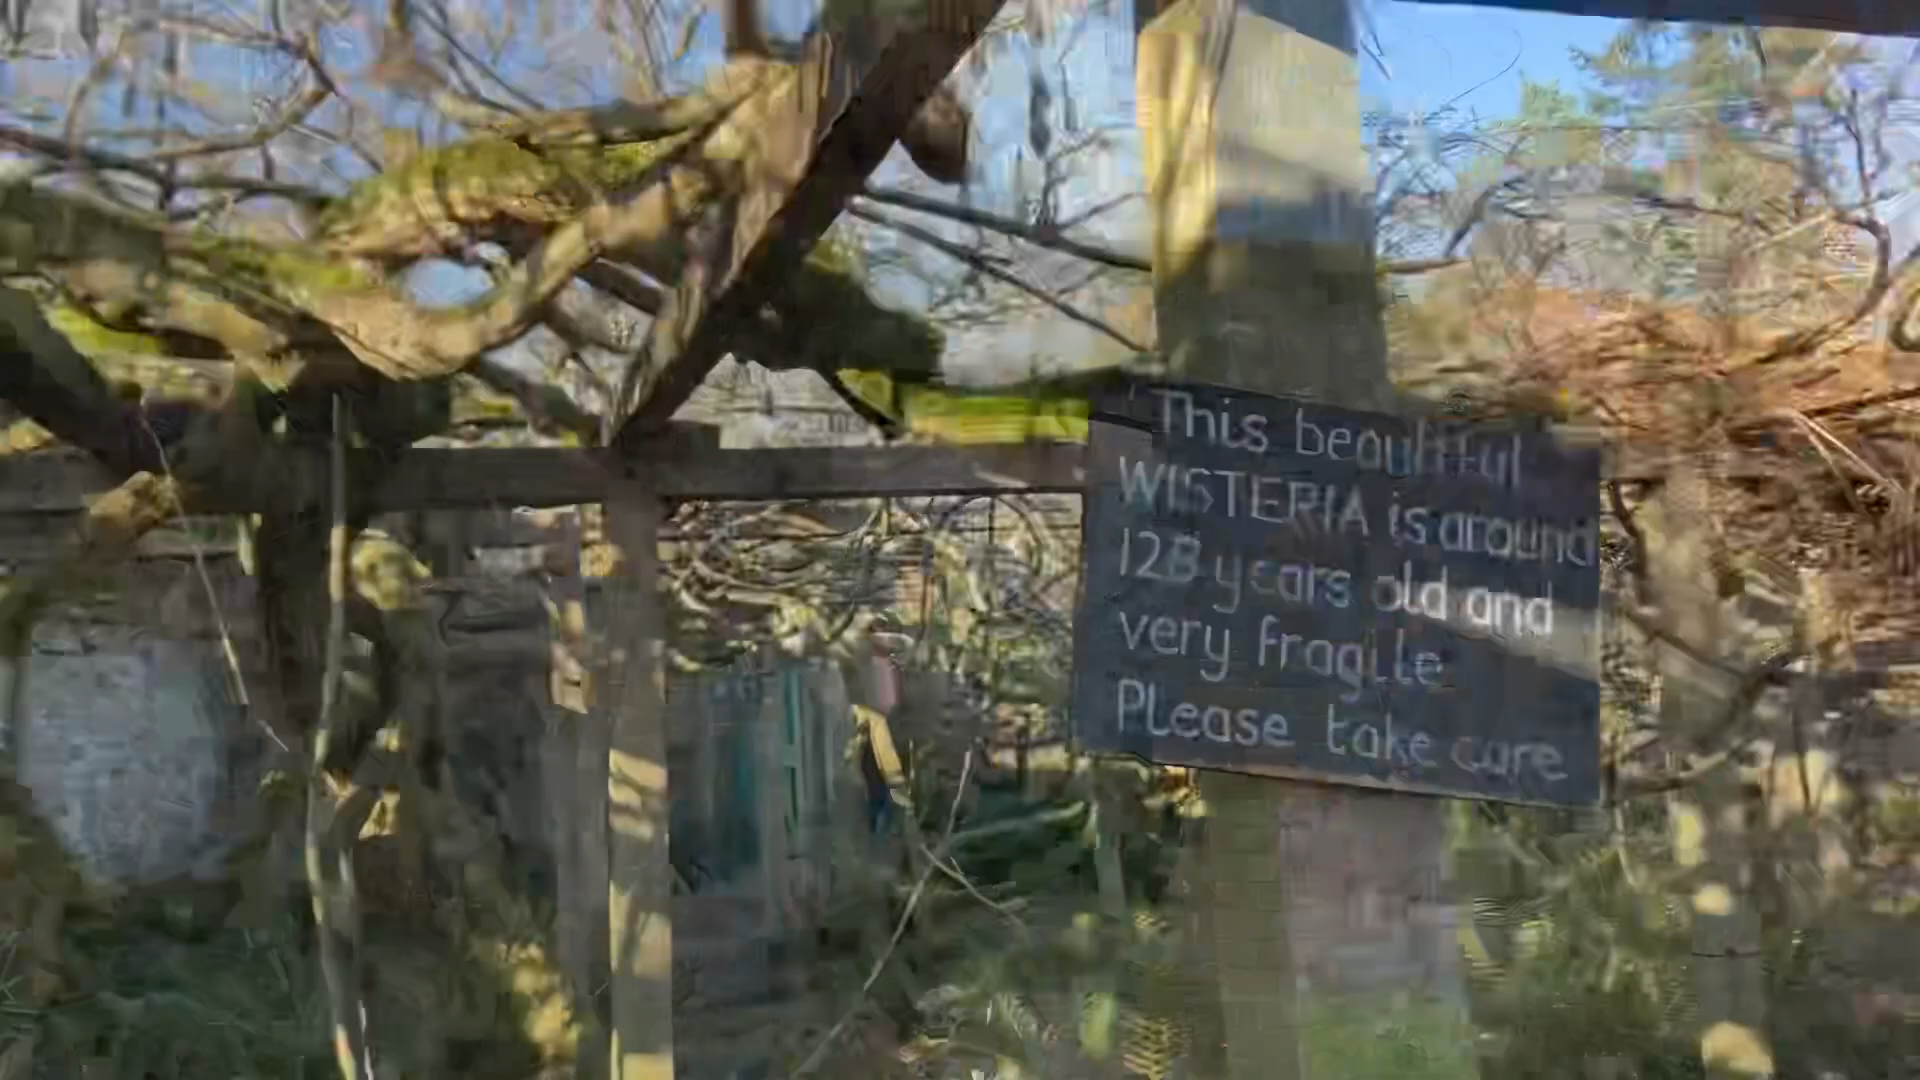 This beautiful
WISTERIA is around
128 years old and
very fragile
PLease take care